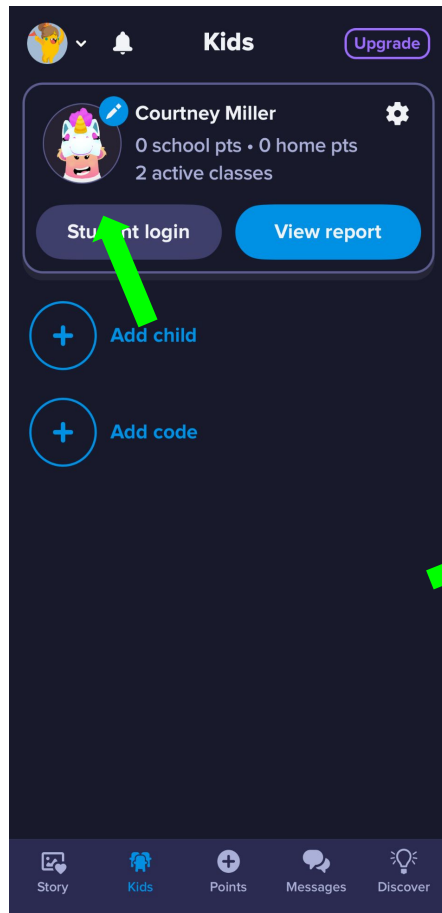 Kids
Upgrade
Courtney Miller
0 school pts • 0 home pts
2 active classes
login
View report
Add child
Add code
Story
Kids
Points
Messages
Discover